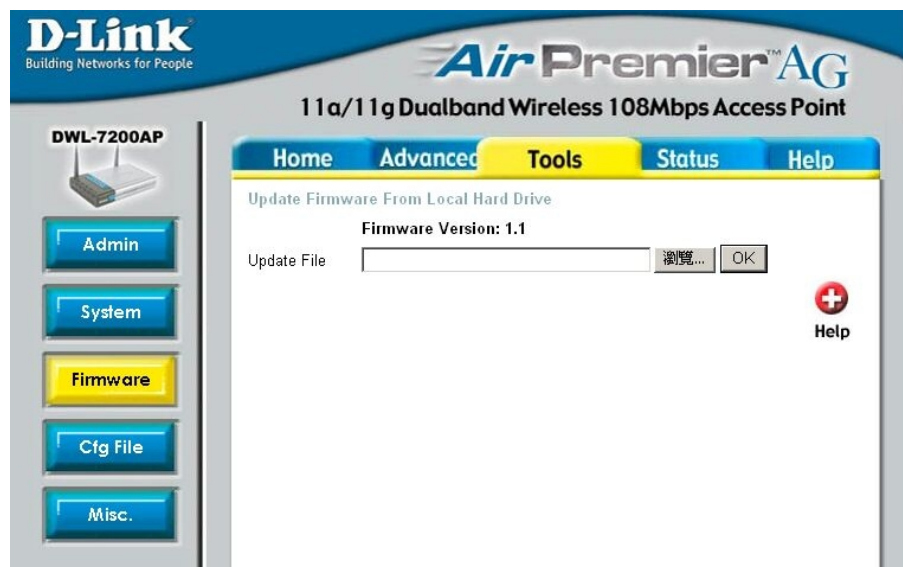 D-Link
Building Networks for People
AirPremier™AG
11a/11g Dualband Wireless 108Mbps Access Point
DWL-7200AP
Home Advanced Tools Status Help
Update Firmware From Local Hard Drive
Firmware Version: 1.1
Update File 瀏覽... OK
Help
Admin
System
Firmware
Cfg File
Misc.